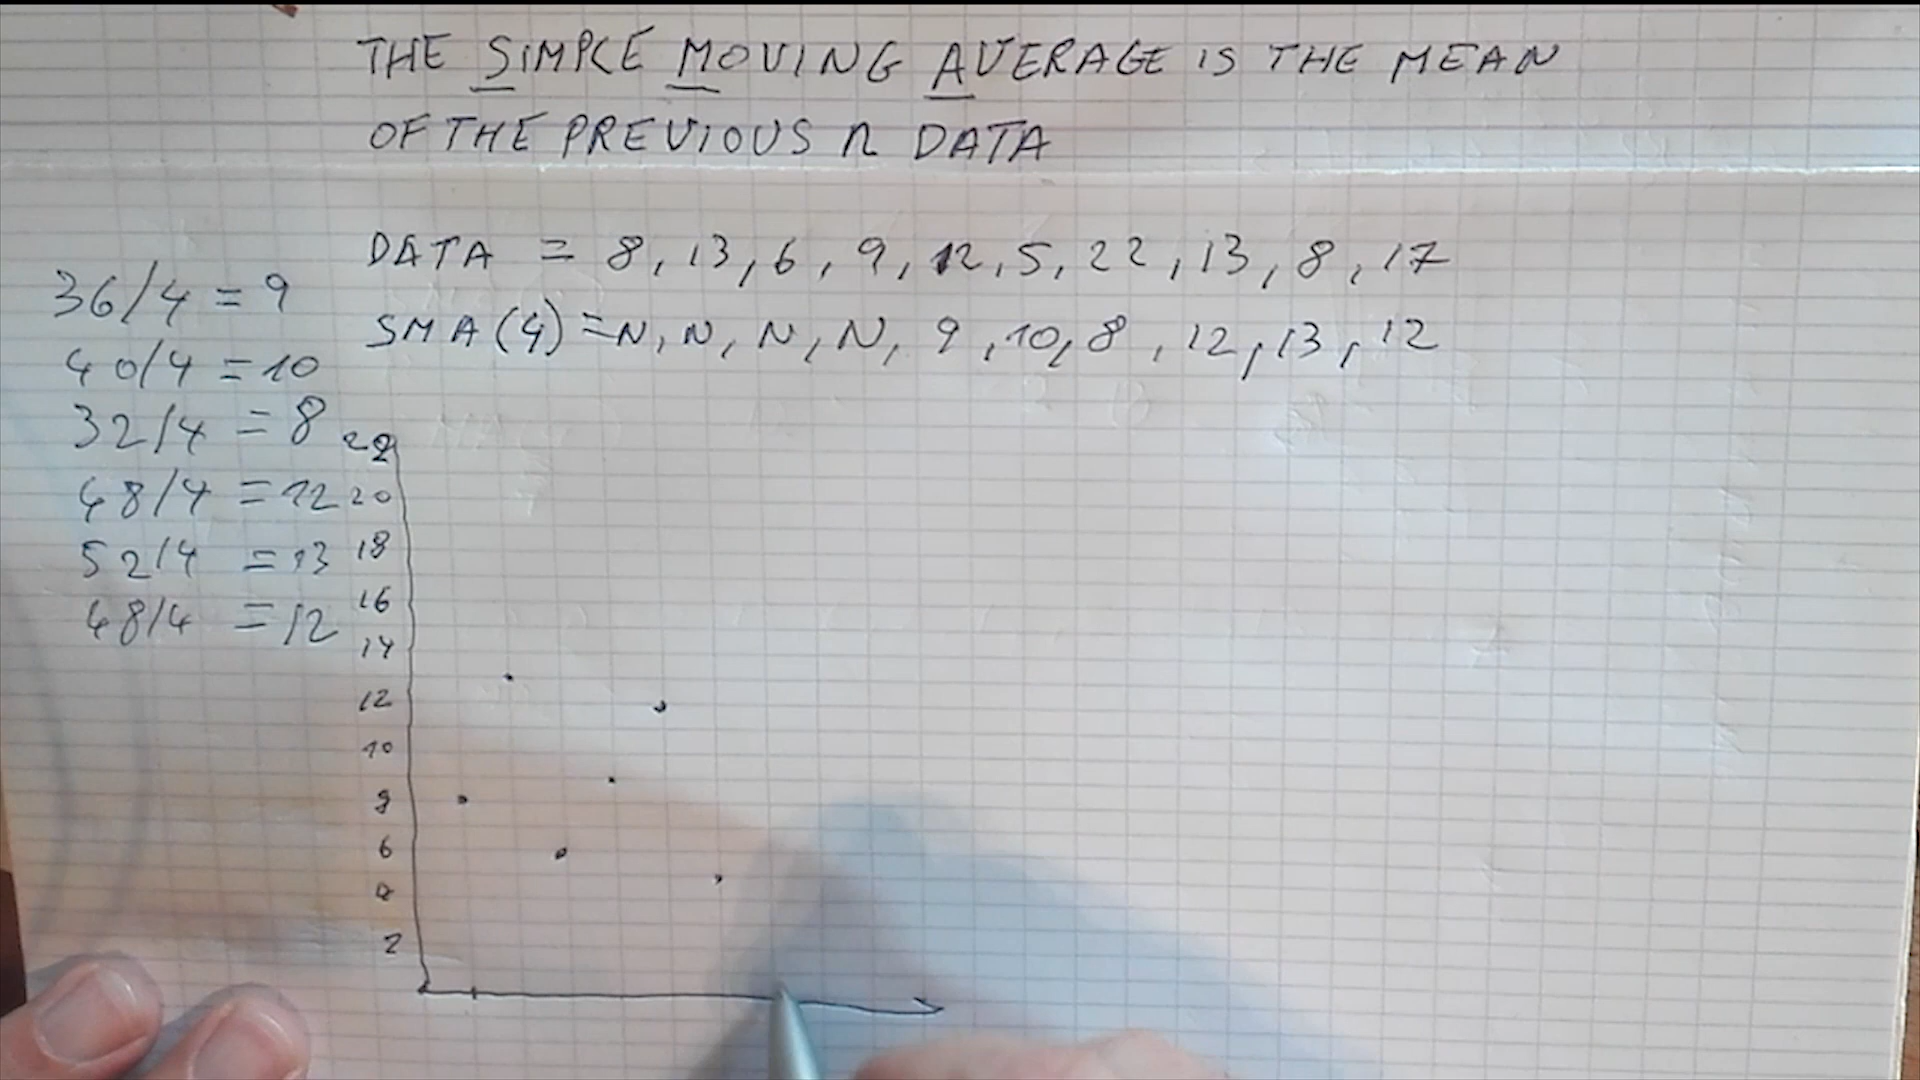 THE SIMPLE MOVING AVERAGE IS THE MEAN
OF THE PREVIOUS n DATA
DATA = 8, 13, 6, 9, 12, 5, 22, 13, 8, 17
SMA(4) = N, N, N, N, 9, 10, 8, 12, 13, 12
36/4 = 9
40/4 = 10
32/4 = 8
48/4 = 12
52/4 = 13
48/4 = 12
22
20
18
16
14
12
10
8
6
4
2